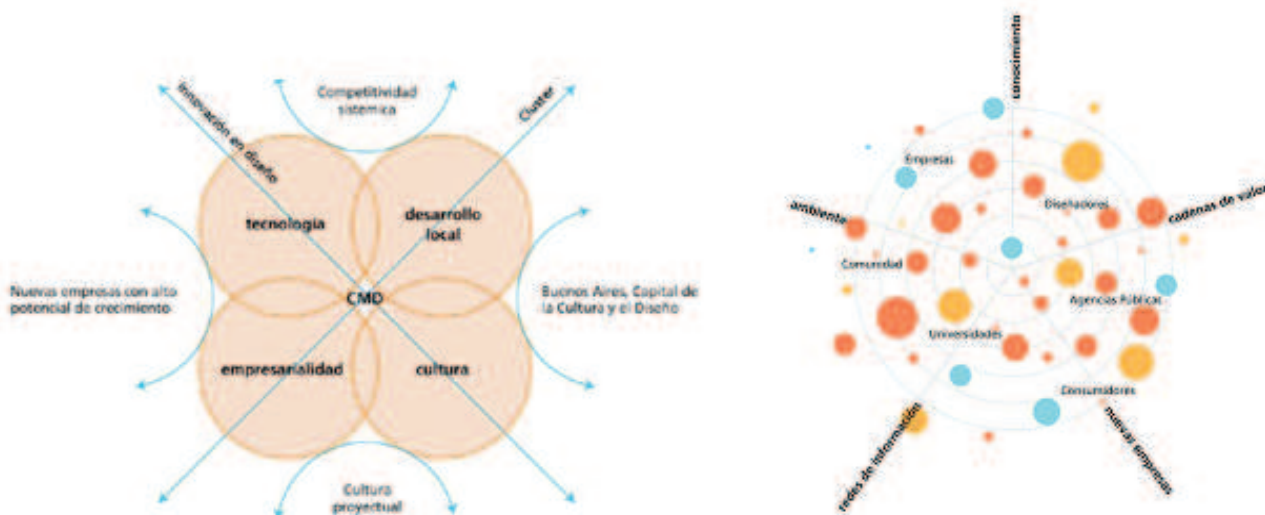 Innovación en diseño
Competitividad
sistemica
Cluster
tecnología
desarrollo
local
Nuevas empresas con alto
potencial de crecimiento
CMD
Buenos Aires, Capital de
la Cultura y el Diseño
empresarialidad
cultura
Cultura
proyectual
conocimiento
Empresas
Diseñadores
ambiente
cadenas de valor
Comunidad
Agencias Públicas
Universidades
Consumidores
redes de información
nuevas empresas